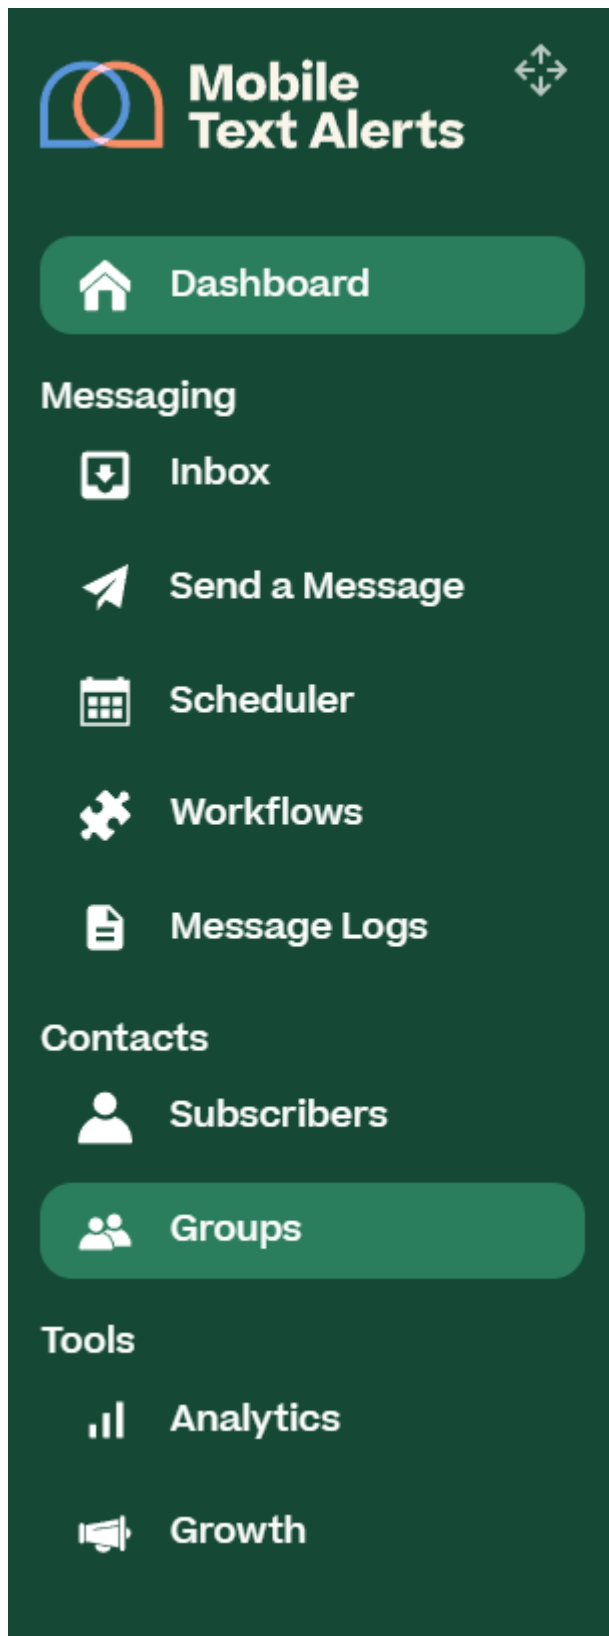 Mobile
Text Alerts
Dashboard
Messaging
Inbox
Send a Message
Scheduler
Workflows
Message Logs
Contacts
Subscribers
Groups
Tools
Analytics
Growth